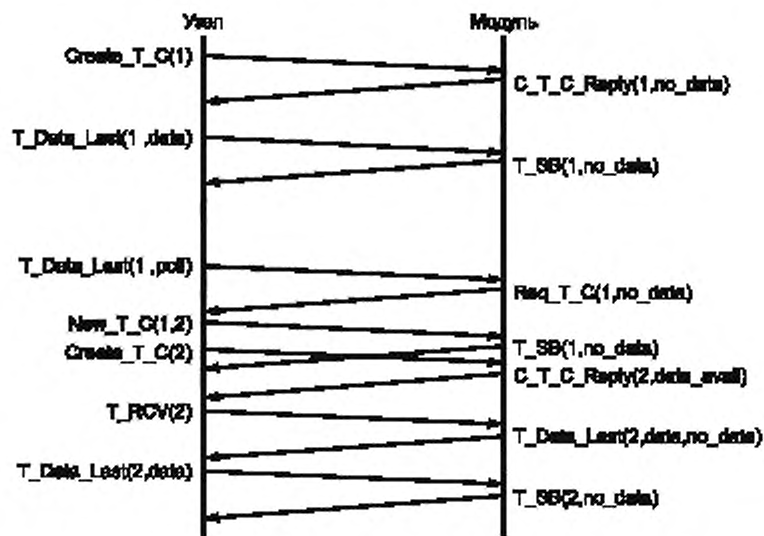 Узел
Модуль
Create_T_C(1)
C_T_C_Reply(1,no_data)
T_Data_Last(1 ,data)
T_SB(1,no_data)
T_Data_Last(1 ,poll)
Req_T_C(1,no_data)
New_T_C(1,2)
T_SB(1,no_data)
Create_T_C(2)
C_T_C_Reply(2,data_avail)
T_RCV(2)
T_Data_Last(2,data,no_data)
T_Data_Last(2,data)
T_SB(2,no_data)